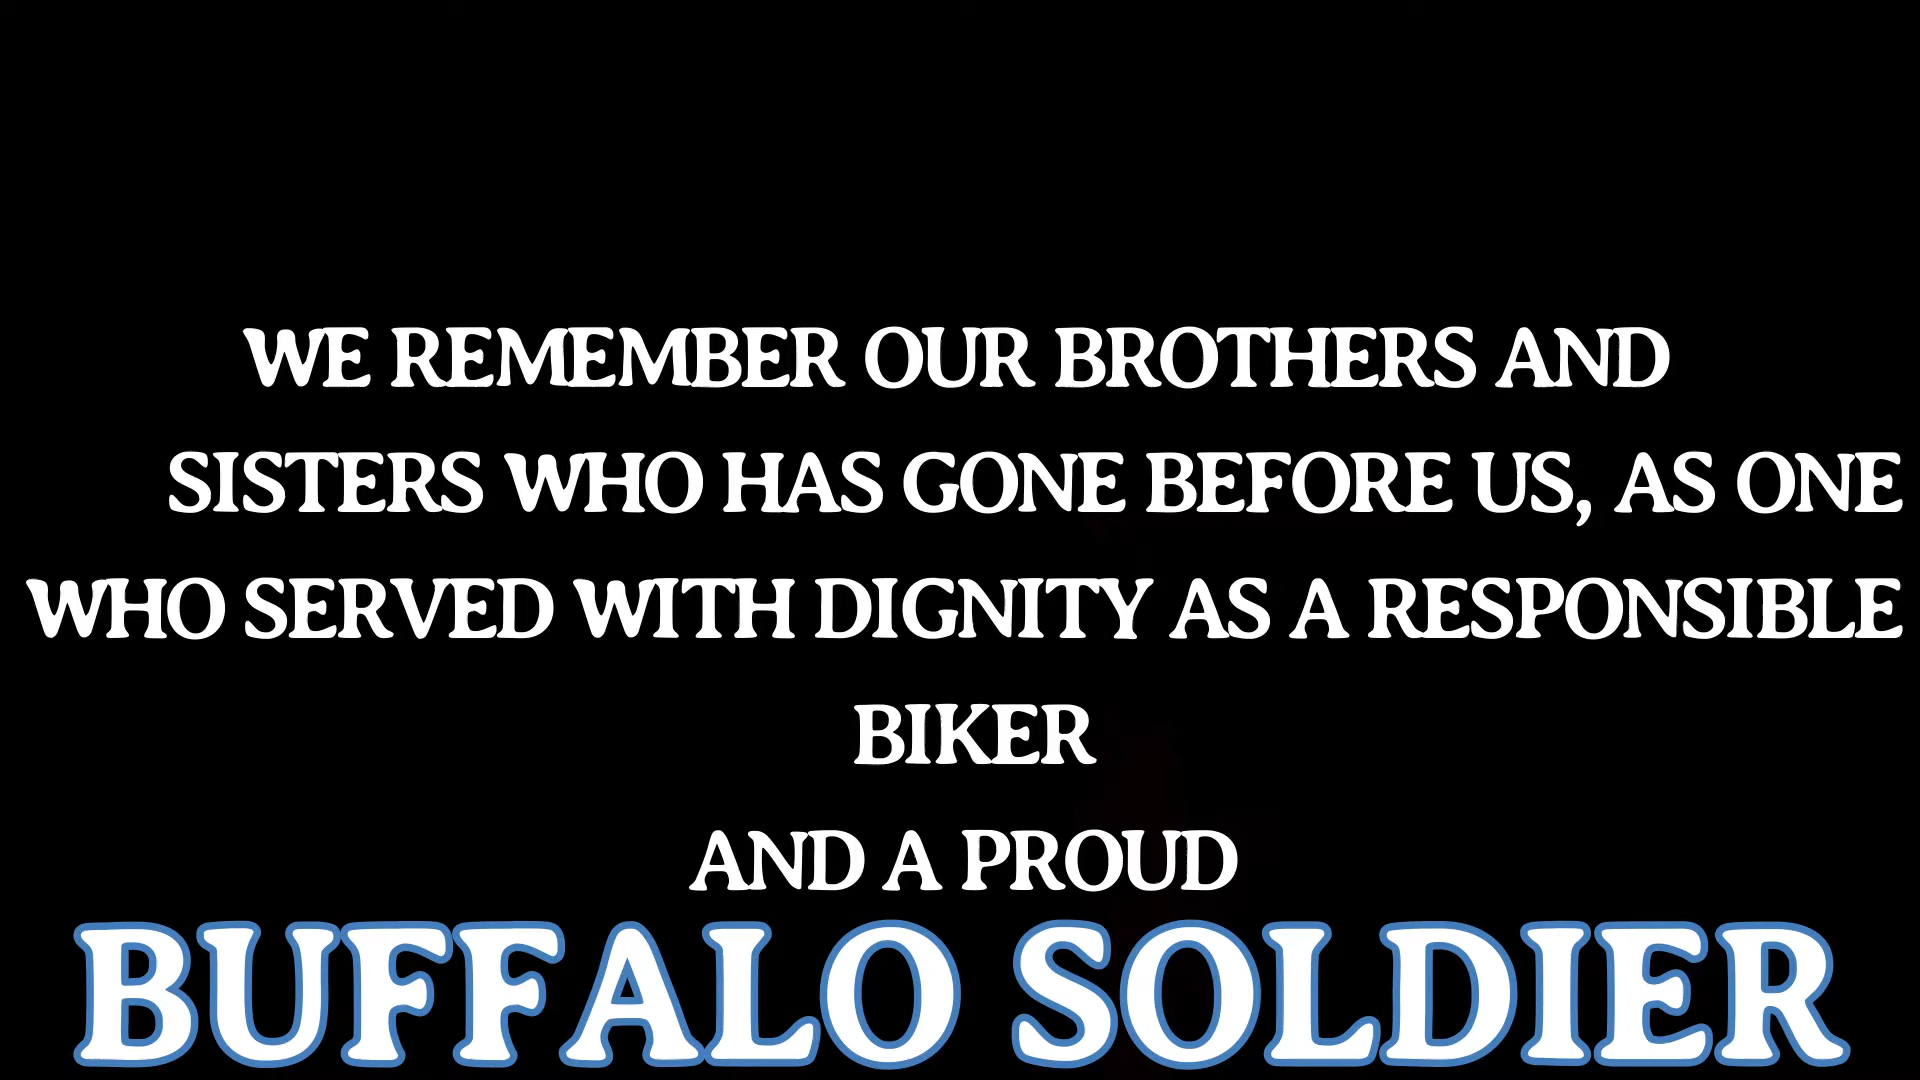 WE REMEMBER OUR BROTHERS AND
SISTERS WHO HAS GONE BEFORE US, AS ONE
WHO SERVED WITH DIGNITY AS A RESPONSIBLE
BIKER
AND A PROUD
BUFFALO SOLDIER